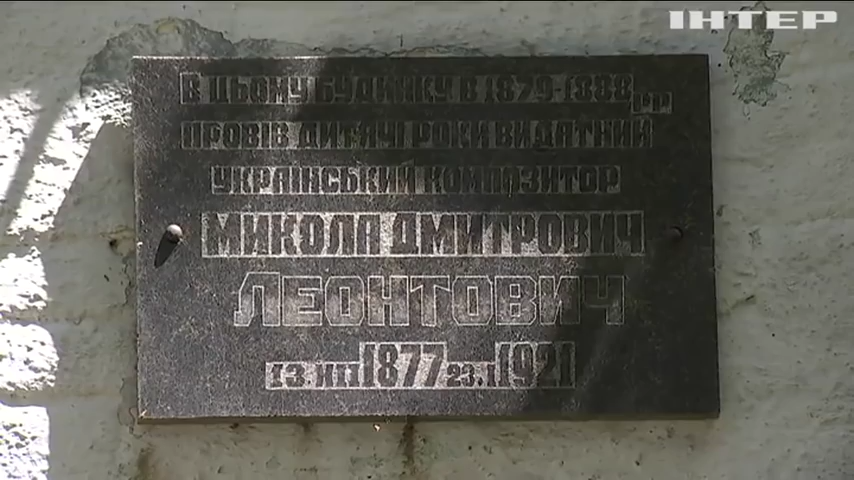 ІНТЕР
В ЦЬОМУ БУДИНКУ В 1879-1888 рр
ПРОВІВ ДИТЯЧІ РОКИ ВИДАТНИЙ
УКРАЇНСЬКИЙ КОМПОЗИТОР
МИКОЛА ДМИТРОВИЧ
ЛЕОНТОВИЧ
13.XII 1877 23.I 1921